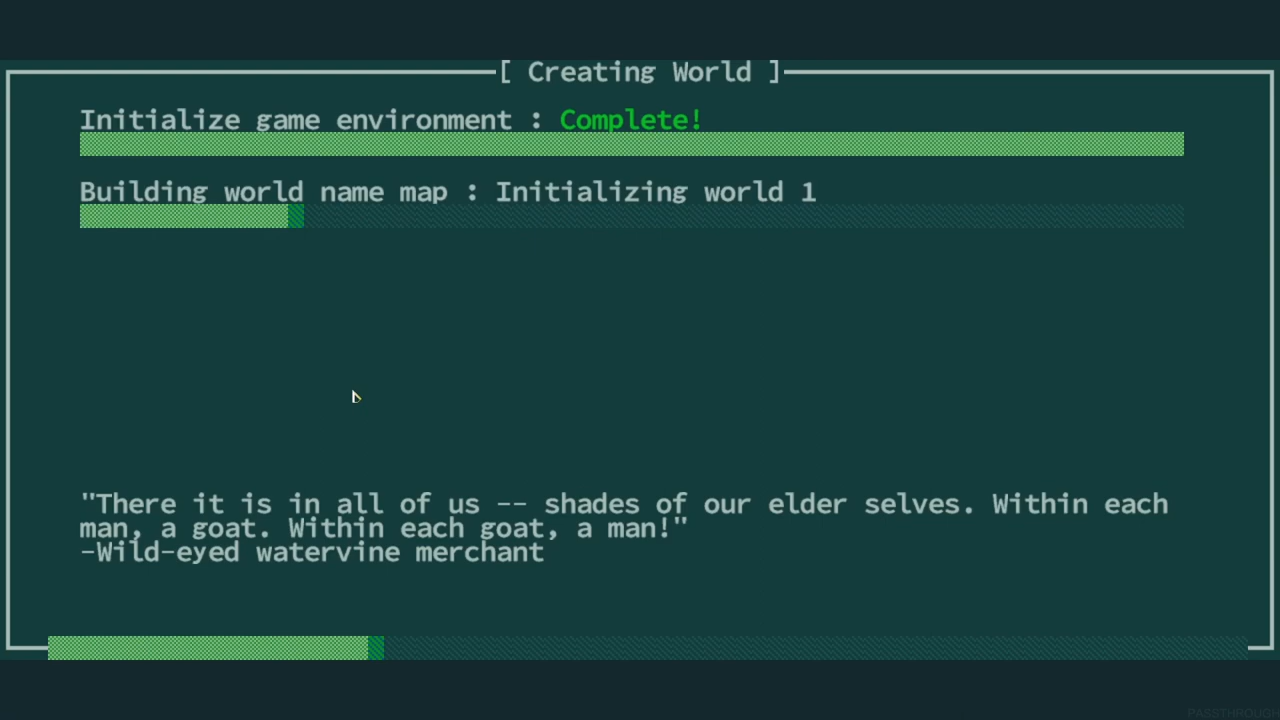 [ Creating World ]
Initialize game environment : Complete!
Building world name map : Initializing world 1
"There it is in all of us -- shades of our elder selves. Within each
man, a goat. Within each goat, a man!"
-Wild-eyed watervine merchant